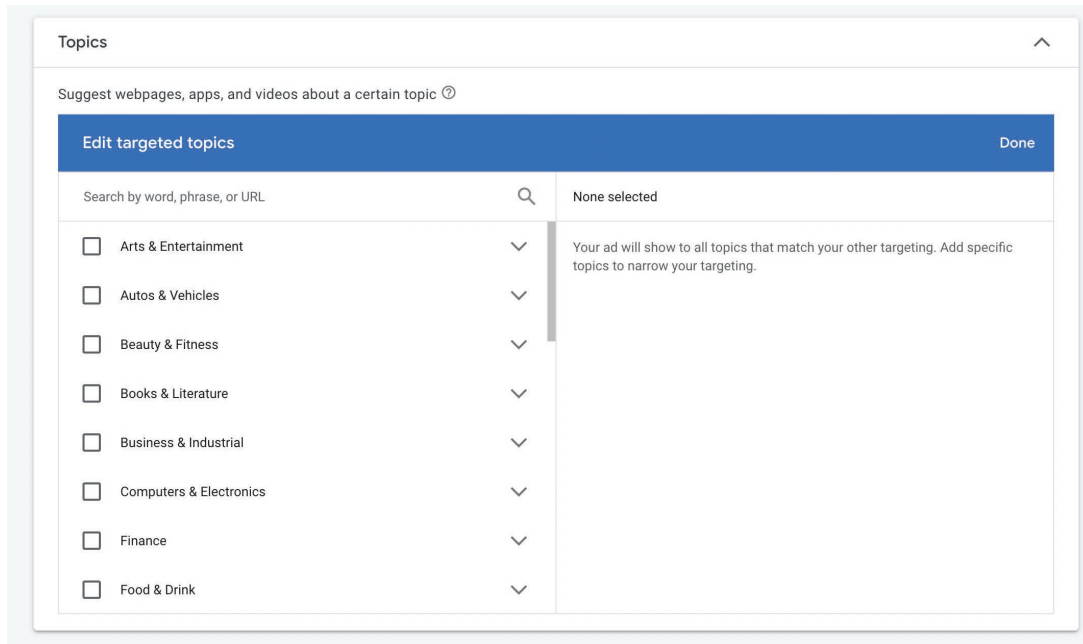 Topics
Suggest webpages, apps, and videos about a certain topic
Edit targeted topics
Done
Search by word, phrase, or URL
None selected
Arts & Entertainment
Autos & Vehicles
Beauty & Fitness
Books & Literature
Business & Industrial
Computers & Electronics
Finance
Food & Drink
Your ad will show to all topics that match your other targeting. Add specific
topics to narrow your targeting.